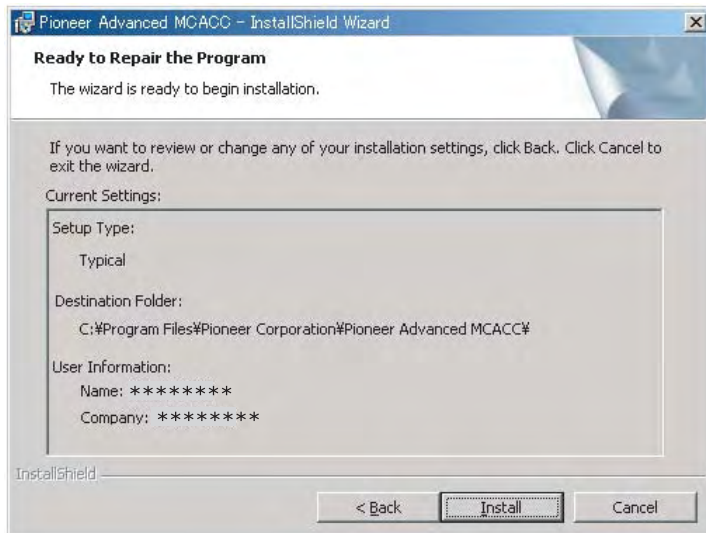 Pioneer Advanced MCACC - InstallShield Wizard
Ready to Repair the Program
The wizard is ready to begin installation.
If you want to review or change any of your installation settings, click Back. Click Cancel to
exit the wizard.
Current Settings:
Setup Type:
Typical
Destination Folder:
C:¥Program Files¥Pioneer Corporation¥Pioneer Advanced MCACC¥
User Information:
Name: ********
Company: ********
InstallShield
< Back
Install
Cancel